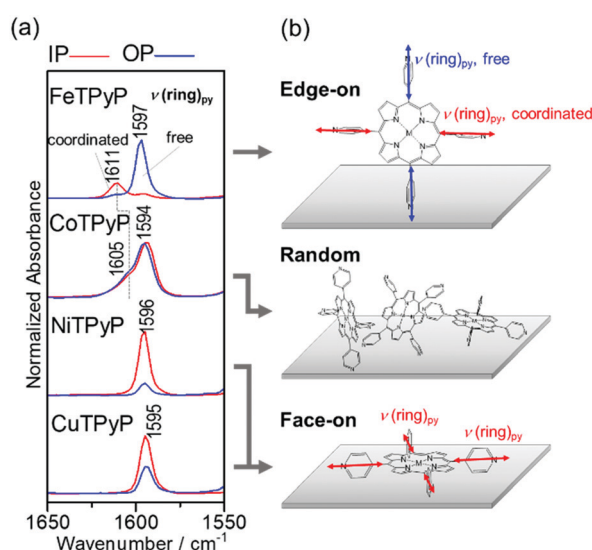 (a)
IP OP
FeTPyP
ν (ring)py
coordinated
1611
1597
free
CoTPyP
1605
1594
NiTPyP
1596
CuTPyP
1595
Normalized Absorbance
1650 1600 1550
Wavenumber / cm⁻¹
(b)
Edge-on
ν (ring)py, free
ν (ring)py, coordinated
N
N
N N
M
N N
N
N
Random
Face-on
ν (ring)py
ν (ring)py
N
N N
M
N N
N